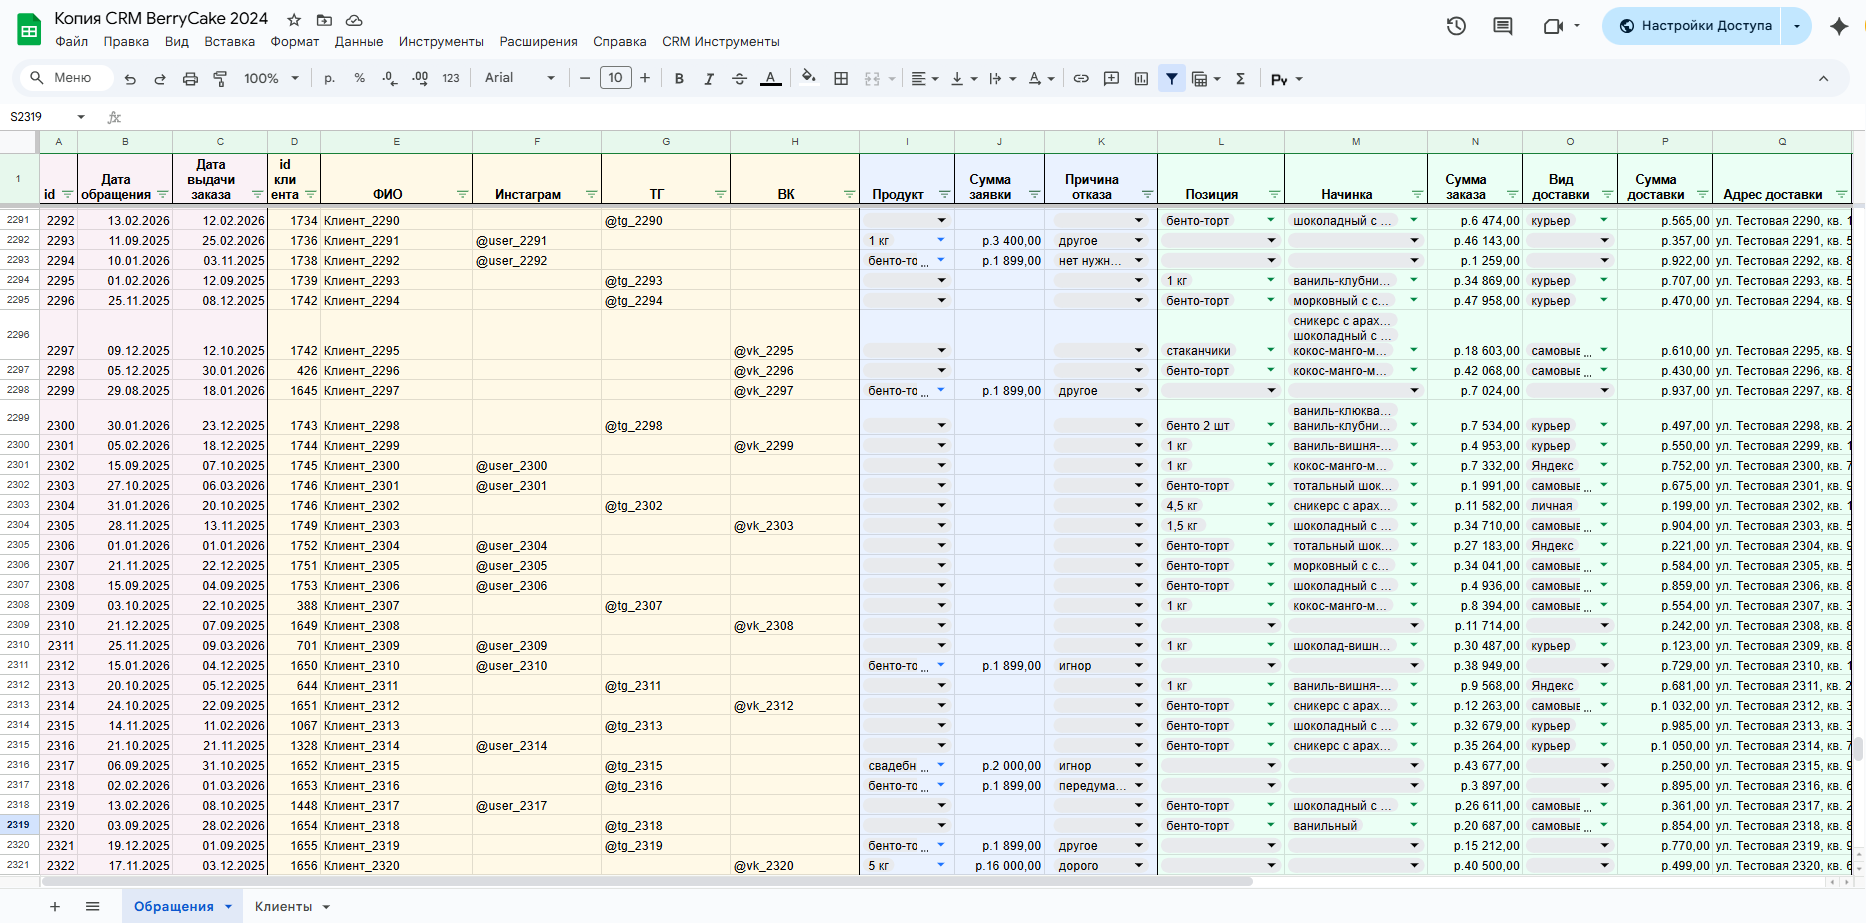 Копия CRM BerryCake 2024
Файл Правка Вид Вставка Формат Данные Инструменты Расширения Справка CRM Инструменты
Настройки Доступа
Меню 100% р. % .0 .00 123 Arial 10 B I A Σ Pγ
S2319 fx
A B C D E F G H I J K L M N O P Q
1 id Дата обращения Дата выдачи заказа id клиента ФИО Инстаграм ТГ ВК Продукт Сумма заявки Причина отказа Позиция Начинка Сумма заказа Вид доставки Сумма доставки Адрес доставки
2291 2292 13.02.2026 12.02.2026 1734 Клиент_2290 @tg_2290 бенто-торт шоколадный с ... р.6 474,00 курьер р.565,00 ул. Тестовая 2290, кв. 1
2292 2293 11.09.2025 25.02.2026 1736 Клиент_2291 @user_2291 1 кг р.3 400,00 другое р.46 143,00 р.357,00 ул. Тестовая 2291, кв. 5
2293 2294 10.01.2026 03.11.2025 1738 Клиент_2292 @user_2292 бенто-то ... р.1 899,00 нет нужн... р.1 259,00 р.922,00 ул. Тестовая 2292, кв. 8
2294 2295 01.02.2026 12.09.2025 1739 Клиент_2293 @tg_2293 1 кг ваниль-клубни... р.34 869,00 курьер р.707,00 ул. Тестовая 2293, кв. 5
2295 2296 25.11.2025 08.12.2025 1742 Клиент_2294 @tg_2294 бенто-торт морковный с с... р.47 958,00 курьер р.470,00 ул. Тестовая 2294, кв. 9
сникерс с арах...
шоколадный с ...
2296 2297 09.12.2025 12.10.2025 1742 Клиент_2295 @vk_2295 стаканчики кокос-манго-м... р.18 603,00 самовыв ... р.610,00 ул. Тестовая 2295, кв. 9
2297 2298 05.12.2025 30.01.2026 426 Клиент_2296 @vk_2296 бенто-торт кокос-манго-м... р.42 068,00 самовыв ... р.430,00 ул. Тестовая 2296, кв. 8
2298 2299 29.08.2025 18.01.2026 1645 Клиент_2297 @vk_2297 бенто-то ... р.1 899,00 другое р.7 024,00 р.937,00 ул. Тестовая 2297, кв. 8
ваниль-клюква...
2299 2300 30.01.2026 23.12.2025 1743 Клиент_2298 @tg_2298 бенто 2 шт ваниль-клубни... р.7 534,00 курьер р.497,00 ул. Тестовая 2298, кв. 2
2300 2301 05.02.2026 18.12.2025 1744 Клиент_2299 @vk_2299 1 кг ваниль-вишня-... р.4 953,00 курьер р.550,00 ул. Тестовая 2299, кв. 1
2301 2302 15.09.2025 07.10.2025 1745 Клиент_2300 @user_2300 1 кг кокос-манго-м... р.7 332,00 Яндекс р.752,00 ул. Тестовая 2300, кв. 7
2302 2303 27.10.2025 06.03.2026 1746 Клиент_2301 @user_2301 бенто-торт тотальный шок... р.1 991,00 самовыв ... р.675,00 ул. Тестовая 2301, кв. 9
2303 2304 31.01.2026 20.10.2025 1746 Клиент_2302 @tg_2302 4,5 кг сникерс с арах... р.11 582,00 личная р.199,00 ул. Тестовая 2302, кв. 1
2304 2305 28.11.2025 13.11.2025 1749 Клиент_2303 @vk_2303 1,5 кг шоколадный с ... р.34 710,00 самовыв ... р.904,00 ул. Тестовая 2303, кв. 5
2305 2306 01.01.2026 01.01.2026 1752 Клиент_2304 @user_2304 бенто-торт тотальный шок... р.27 183,00 Яндекс р.221,00 ул. Тестовая 2304, кв. 9
2306 2307 21.11.2025 22.12.2025 1751 Клиент_2305 @user_2305 бенто-торт морковный с с... р.34 041,00 самовыв ... р.584,00 ул. Тестовая 2305, кв. 6
2307 2308 15.09.2025 04.09.2025 1753 Клиент_2306 @user_2306 бенто-торт шоколадный с ... р.4 936,00 самовыв ... р.859,00 ул. Тестовая 2306, кв. 8
2308 2309 03.10.2025 22.10.2025 388 Клиент_2307 @tg_2307 1 кг кокос-манго-м... р.8 394,00 самовыв ... р.554,00 ул. Тестовая 2307, кв. 3
2309 2310 21.12.2025 07.09.2025 1649 Клиент_2308 @vk_2308 р.11 714,00 р.242,00 ул. Тестовая 2308, кв. 8
2310 2311 25.11.2025 09.03.2026 701 Клиент_2309 @user_2309 1 кг шоколад-вишн... р.30 487,00 курьер р.123,00 ул. Тестовая 2309, кв. 8
2311 2312 15.01.2026 04.12.2025 1650 Клиент_2310 @user_2310 бенто-то ... р.1 899,00 игнор р.38 949,00 р.729,00 ул. Тестовая 2310, кв. 1
2312 2313 20.10.2025 05.12.2025 644 Клиент_2311 @tg_2311 1 кг ваниль-вишня-... р.9 568,00 Яндекс р.681,00 ул. Тестовая 2311, кв. 2
2313 2314 24.10.2025 22.09.2025 1651 Клиент_2312 @vk_2312 бенто-торт сникерс с арах... р.12 263,00 самовыв ... р.1 032,00 ул. Тестовая 2312, кв. 3
2314 2315 14.11.2025 11.02.2026 1067 Клиент_2313 @tg_2313 бенто-торт шоколадный с ... р.32 679,00 курьер р.985,00 ул. Тестовая 2313, кв. 3
2315 2316 21.10.2025 21.11.2025 1328 Клиент_2314 @user_2314 бенто-торт сникерс с арах... р.35 264,00 курьер р.1 050,00 ул. Тестовая 2314, кв. 7
2316 2317 06.09.2025 31.10.2025 1652 Клиент_2315 @tg_2315 свадебн ... р.2 000,00 игнор р.43 677,00 р.250,00 ул. Тестовая 2315, кв. 9
2317 2318 02.02.2026 01.03.2026 1653 Клиент_2316 @tg_2316 бенто-то ... р.1 899,00 передума... р.3 897,00 р.895,00 ул. Тестовая 2316, кв. 6
2318 2319 13.02.2026 08.10.2025 1448 Клиент_2317 @user_2317 бенто-торт шоколадный с ... р.26 611,00 самовыв ... р.361,00 ул. Тестовая 2317, кв. 2
2319 2320 03.09.2025 28.02.2026 1654 Клиент_2318 @tg_2318 бенто-торт ванильный р.20 687,00 самовыв ... р.854,00 ул. Тестовая 2318, кв. 8
2320 2321 19.12.2025 01.09.2025 1655 Клиент_2319 @tg_2319 бенто-то ... р.1 899,00 другое р.15 212,00 р.770,00 ул. Тестовая 2319, кв. 9
2321 2322 17.11.2025 03.12.2025 1656 Клиент_2320 @vk_2320 5 кг р.16 000,00 дорого р.40 500,00 р.499,00 ул. Тестовая 2320, кв. 6
Обращения Клиенты